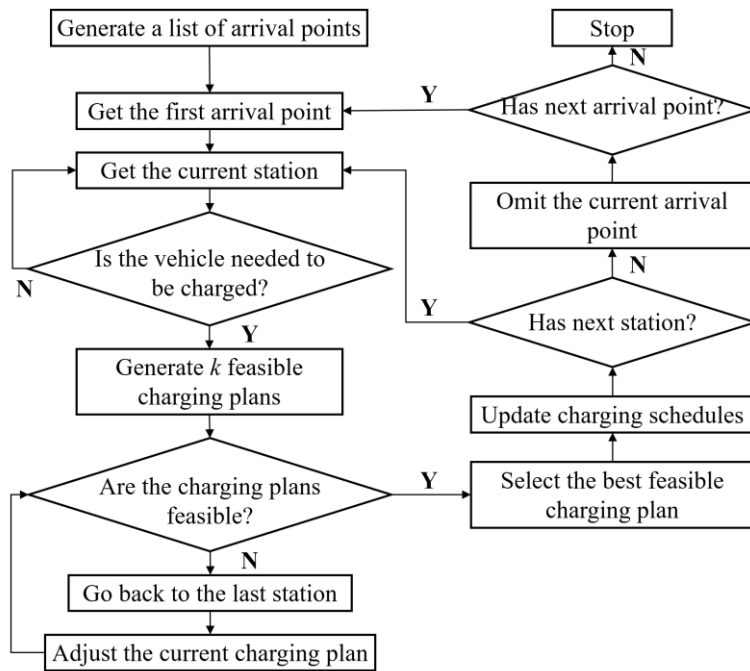 Generate a list of arrival points
Get the first arrival point
Get the current station
Is the vehicle needed to
be charged?
N
Y
Generate k feasible
charging plans
Are the charging plans
feasible?
Y
N
Go back to the last station
Adjust the current charging plan
Stop
N
Has next arrival point?
Y
Omit the current arrival
point
N
Has next station?
Y
Update charging schedules
Select the best feasible
charging plan